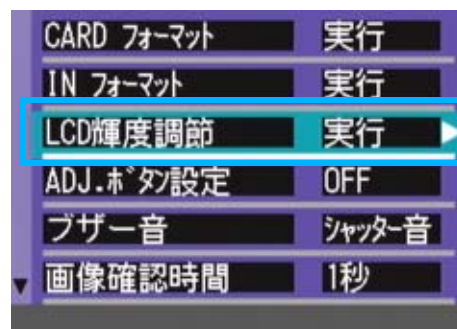 CARD フォーマット 実行
IN フォーマット 実行
LCD輝度調節 実行
ADJ.ボタン設定 OFF
ブザー音 シャッター音
画像確認時間 1秒